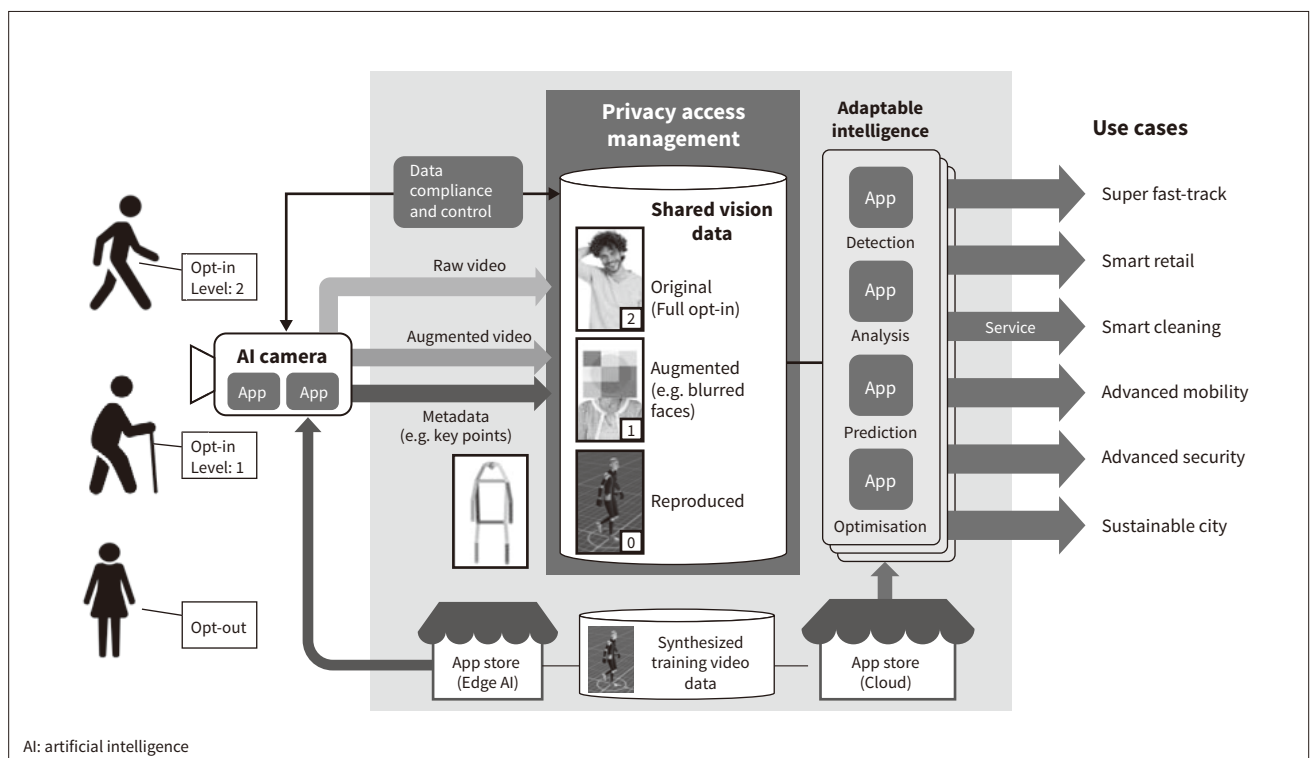 Privacy access
management
Adaptable
intelligence
Use cases
Data
compliance
and control
Shared vision
data
Opt-in
Level: 2
Raw video
Original
(Full opt-in)
2
App
Detection
Super fast-track
Smart retail
AI camera
App
App
Augmented video
Augmented
(e.g. blurred
faces)
1
App
Analysis
Service
Smart cleaning
Metadata
(e.g. key points)
App
Prediction
Advanced mobility
Opt-in
Level: 1
Reproduced
0
App
Optimisation
Advanced security
Sustainable city
Opt-out
App store
(Edge AI)
Synthesized
training video
data
App store
(Cloud)
AI: artificial intelligence